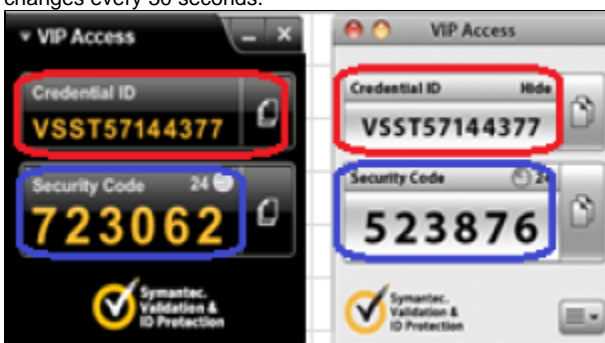 changes every 30 seconds.
VIP Access
Credential ID
VSST57144377
Security Code 24
723062
Symantec.
Validation &
ID Protection
VIP Access
Credential ID Hide
VSST57144377
Security Code 24
523876
Symantec.
Validation &
ID Protection